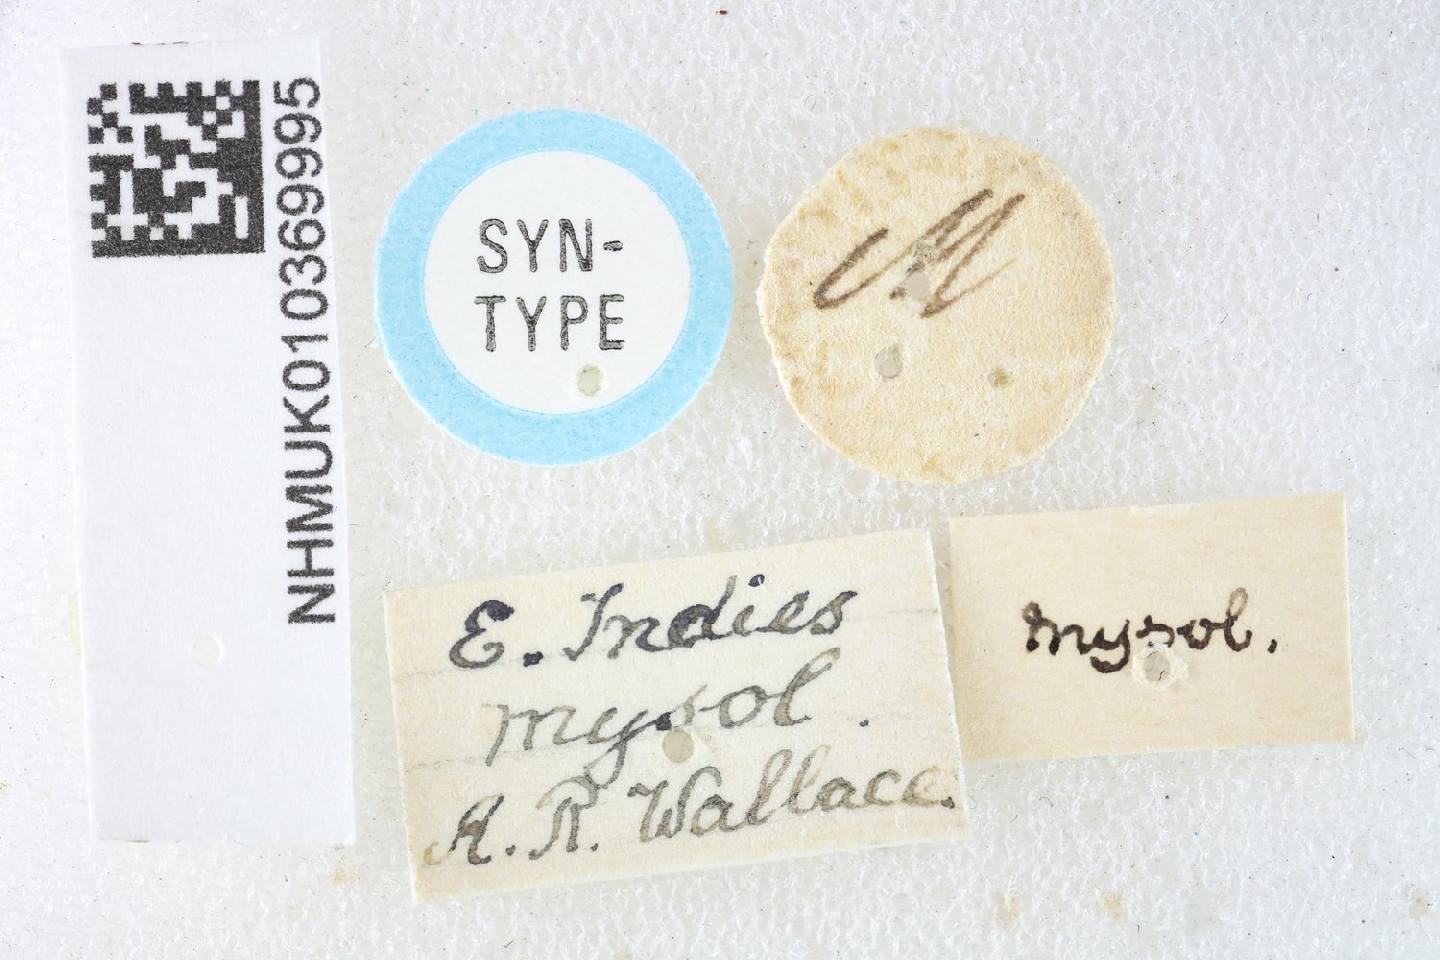 NHMUK010369995
SYN-
TYPE
M
E. Indies
Mysol.
A. R. Wallace.
Mysol.